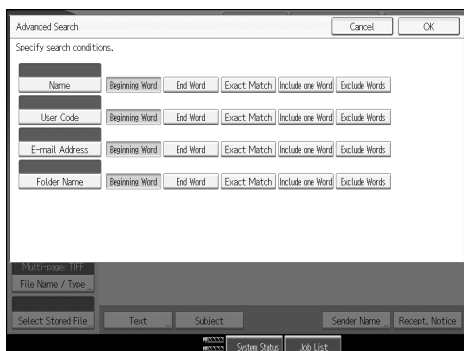 Advanced Search Cancel OK
Specify search conditions.
Name Beginning Word End Word Exact Match Include one Word Exclude Words
User Code Beginning Word End Word Exact Match Include one Word Exclude Words
E-mail Address Beginning Word End Word Exact Match Include one Word Exclude Words
Folder Name Beginning Word End Word Exact Match Include one Word Exclude Words
Multi-page: TIFF
File Name / Type
Select Stored File Text Subject Sender Name Recept. Notice
System Status Job List